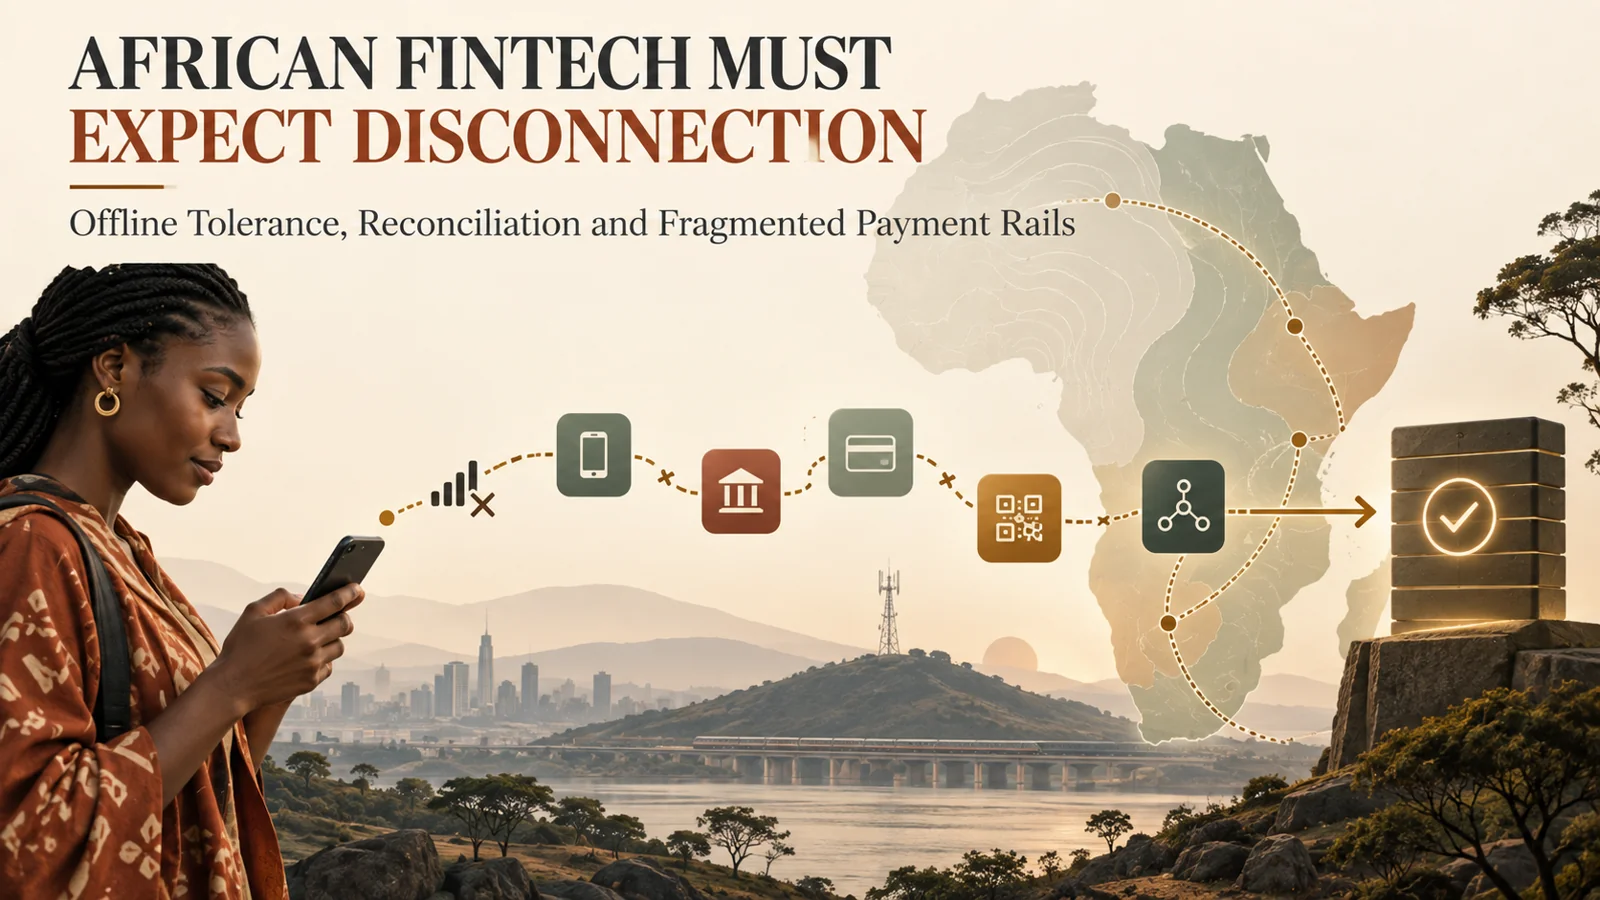 AFRICAN FINTECH MUST
EXPECT DISCONNECTION
Offline Tolerance, Reconciliation and Fragmented Payment Rails